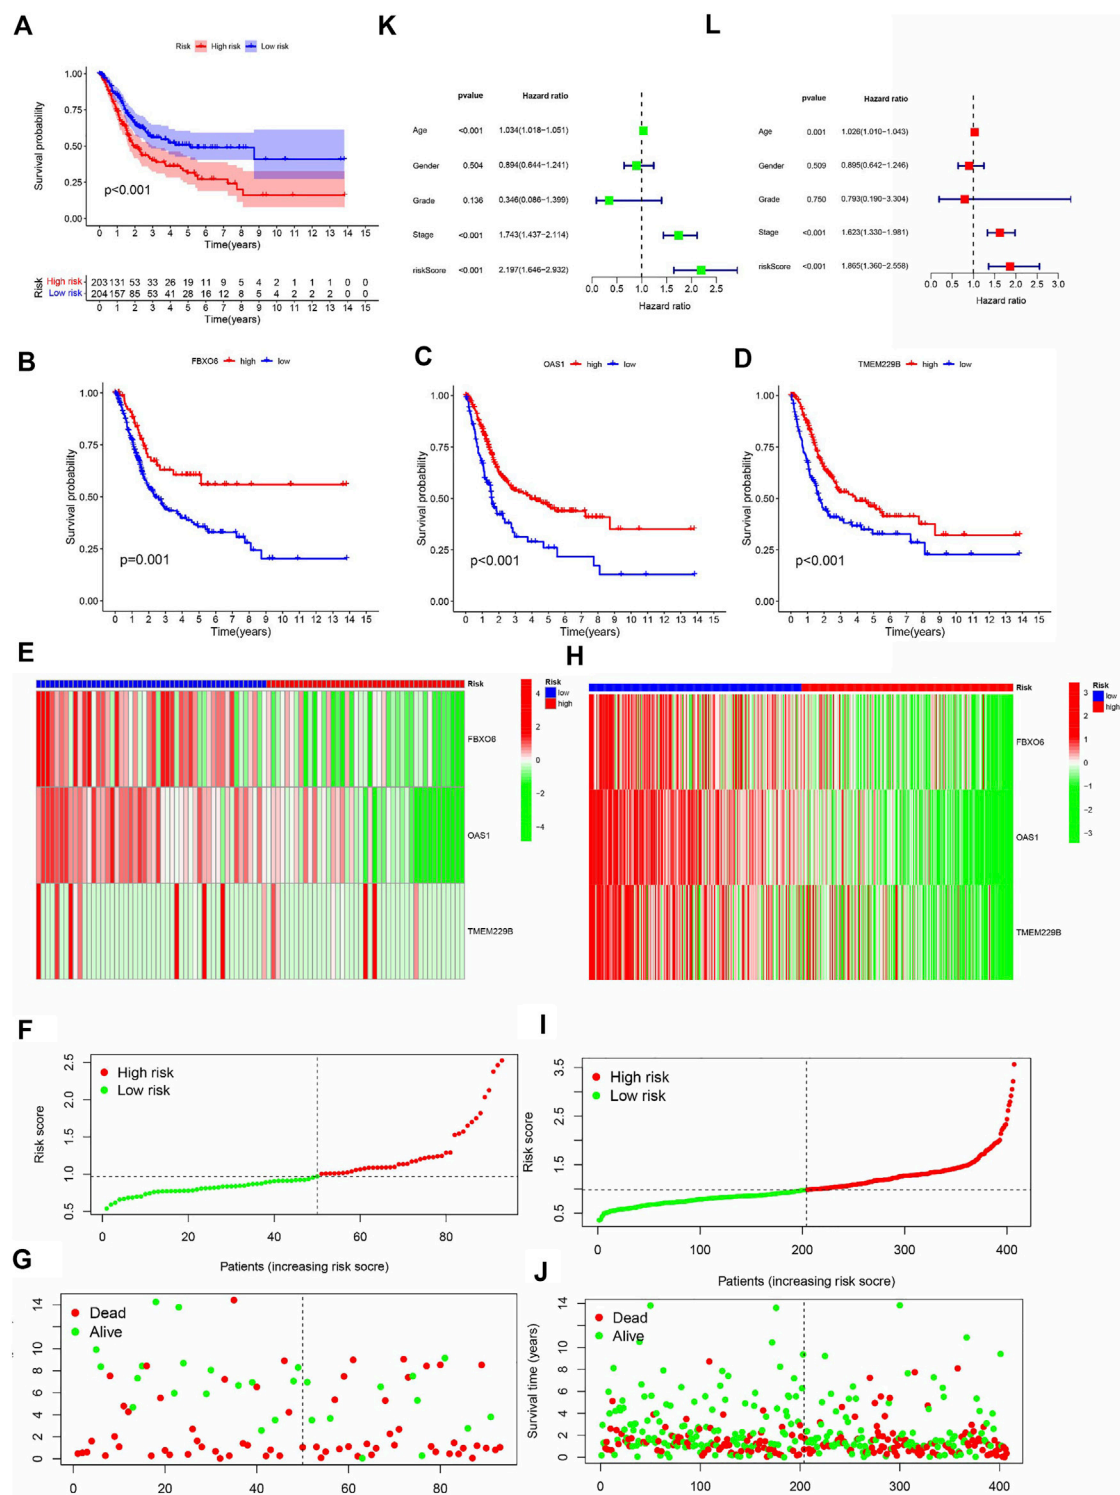 A
Risk High risk Low risk
Survival probability
1.00
0.75
0.50
0.25
0.00
p<0.001
0 1 2 3 4 5 6 7 8 9 10 11 12 13 14 15
Time(years)
Risk
High risk 203 131 53 33 26 19 11 9 5 4 2 1 1 1 0 0
Low risk 204 157 85 53 41 28 16 12 8 5 4 2 2 2 0 0
0 1 2 3 4 5 6 7 8 9 10 11 12 13 14 15
Time(years)
K
pvalue Hazard ratio
Age <0.001 1.034(1.018−1.051)
Gender 0.504 0.894(0.644−1.241)
Grade 0.136 0.346(0.086−1.399)
Stage <0.001 1.743(1.437−2.114)
riskScore <0.001 2.197(1.646−2.932)
0.0 0.5 1.0 1.5 2.0 2.5
Hazard ratio
L
pvalue Hazard ratio
Age 0.001 1.026(1.010−1.043)
Gender 0.509 0.895(0.642−1.246)
Grade 0.750 0.793(0.190−3.304)
Stage <0.001 1.623(1.330−1.981)
riskScore <0.001 1.865(1.360−2.558)
0.0 0.5 1.0 1.5 2.0 2.5 3.0
Hazard ratio
B
FBXO6 high low
Survival probability
1.00
0.75
0.50
0.25
0.00
p=0.001
0 1 2 3 4 5 6 7 8 9 10 11 12 13 14 15
Time(years)
C
OAS1 high low
Survival probability
1.00
0.75
0.50
0.25
0.00
p<0.001
0 1 2 3 4 5 6 7 8 9 10 11 12 13 14 15
Time(years)
D
TMEM229B high low
Survival probability
1.00
0.75
0.50
0.25
0.00
p<0.001
0 1 2 3 4 5 6 7 8 9 10 11 12 13 14 15
Time(years)
E
Risk
FBXO6
OAS1
TMEM229B
4
2
0
−2
−4
Risk
low
high
H
Risk
FBXO6
OAS1
TMEM229B
3
2
1
0
−1
−2
−3
Risk
low
high
F
High risk
Low risk
Risk score
2.5
2.0
1.5
1.0
0.5
0 20 40 60 80
Patients (increasing risk socre)
I
High risk
Low risk
Risk score
3.5
2.5
1.5
0.5
0 100 200 300 400
Patients (increasing risk socre)
G
Dead
Alive
14
10
8
6
4
2
0
0 20 40 60 80
J
Dead
Alive
Survival time (years)
14
10
8
6
4
2
0
0 100 200 300 400